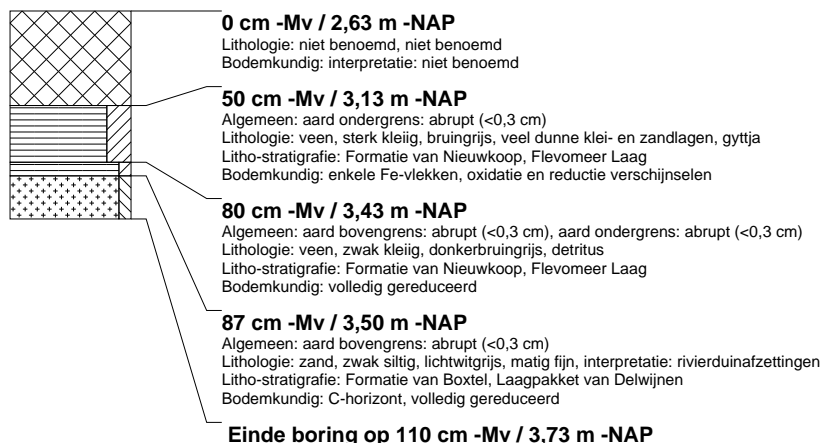 0 cm -Mv / 2,63 m -NAP
Lithologie: niet benoemd, niet benoemd
Bodemkundig: interpretatie: niet benoemd
50 cm -Mv / 3,13 m -NAP
Algemeen: aard ondergrens: abrupt (<0,3 cm)
Lithologie: veen, sterk kleiig, bruingrijs, veel dunne klei- en zandlagen, gyttja
Litho-stratigrafie: Formatie van Nieuwkoop, Flevomeer Laag
Bodemkundig: enkele Fe-vlekken, oxidatie en reductie verschijnselen
80 cm -Mv / 3,43 m -NAP
Algemeen: aard bovengrens: abrupt (<0,3 cm), aard ondergrens: abrupt (<0,3 cm)
Lithologie: veen, zwak kleiig, donkerbruingrijs, detritus
Litho-stratigrafie: Formatie van Nieuwkoop, Flevomeer Laag
Bodemkundig: volledig gereduceerd
87 cm -Mv / 3,50 m -NAP
Algemeen: aard bovengrens: abrupt (<0,3 cm)
Lithologie: zand, zwak siltig, lichtwitgrijs, matig fijn, interpretatie: rivierduinafzettingen
Litho-stratigrafie: Formatie van Boxtel, Laagpakket van Delwijnen
Bodemkundig: C-horizont, volledig gereduceerd
Einde boring op 110 cm -Mv / 3,73 m -NAP